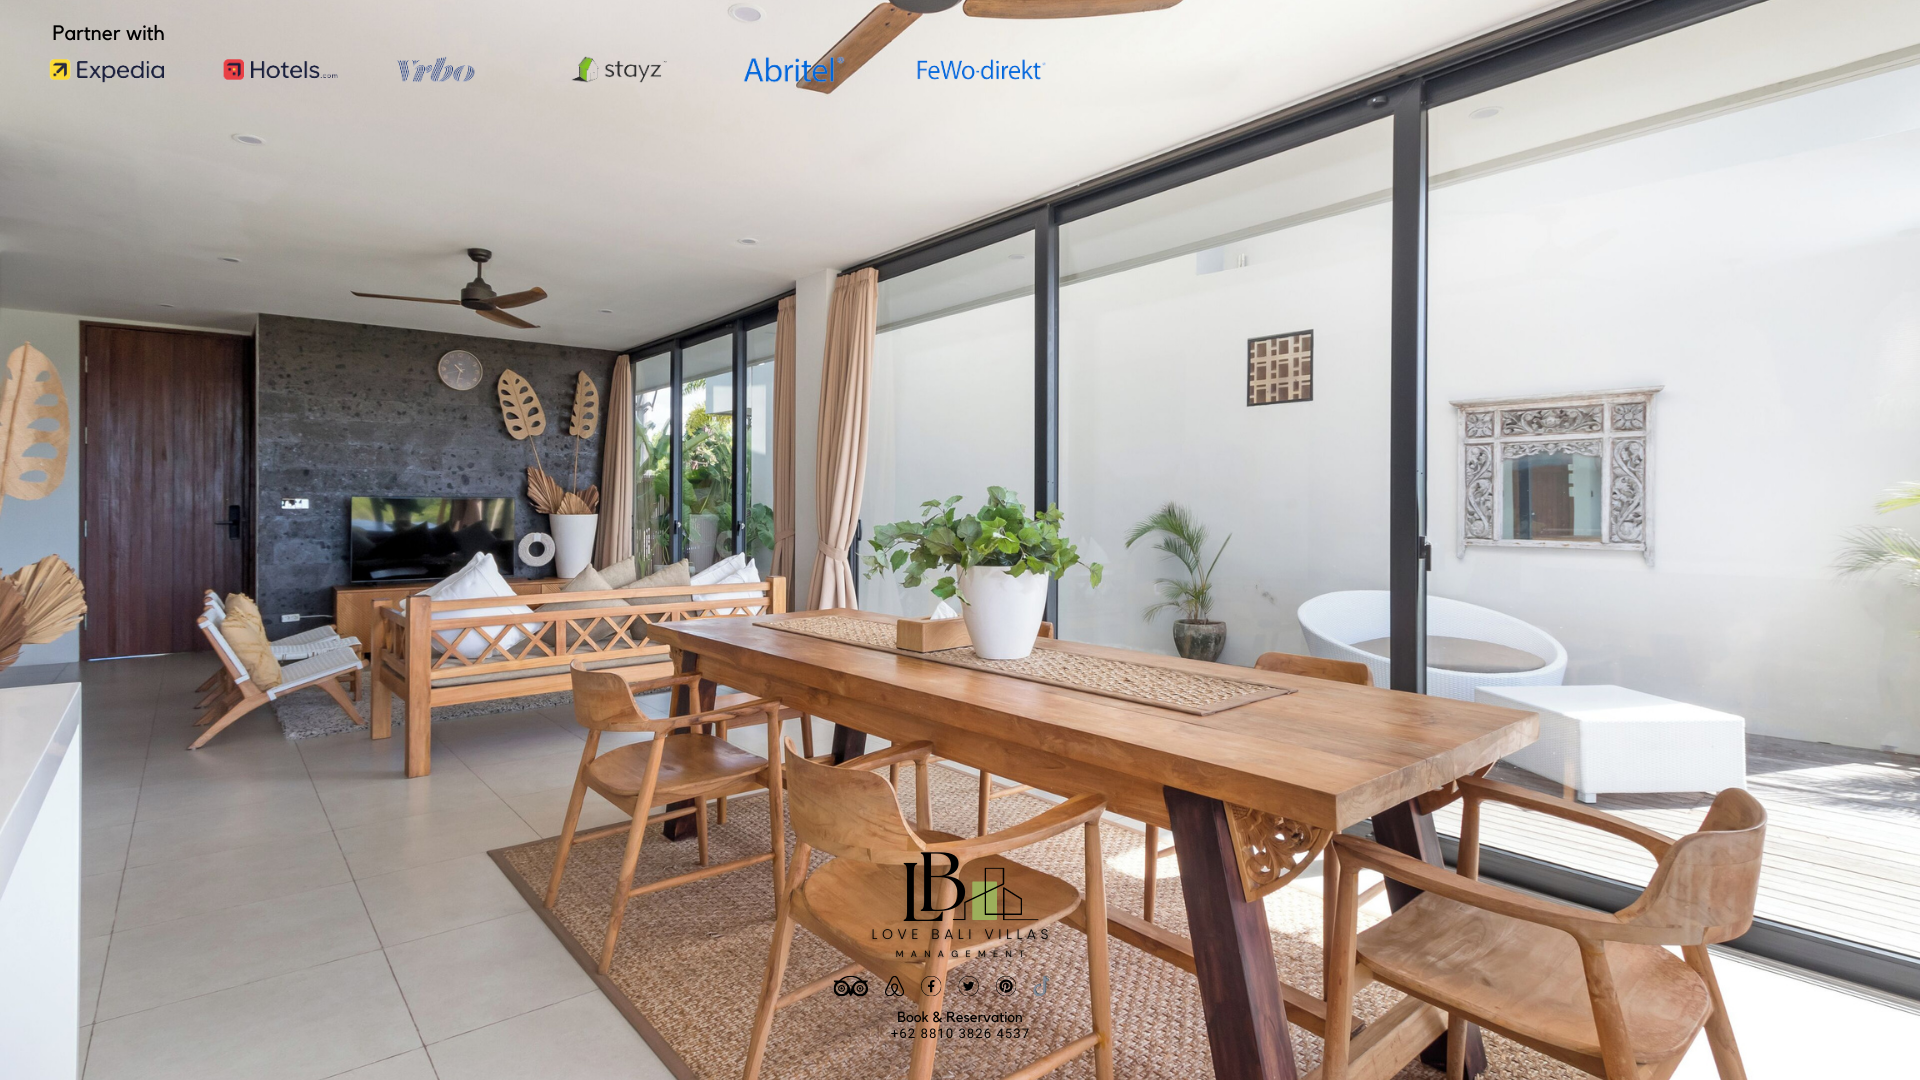 Partner with
Expedia
Hotels.com
Vrbo
stayz
Abritel
FeWo-direkt
LB
LOVE BALI VILLAS
MANAGEMENT
Book & Reservation
+62 8810 3826 4537